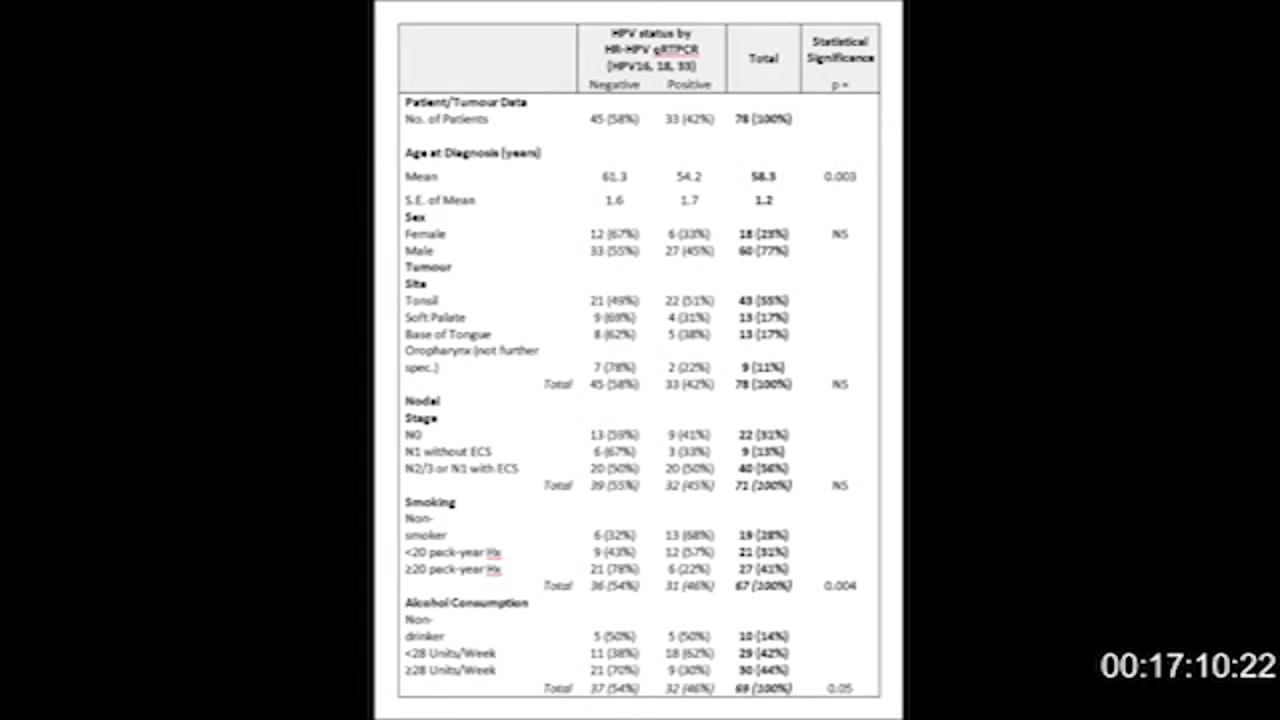 HPV status by
HR-HPV qRTPCR
(HPV16, 18, 33)
Total
Statistical
Significance
Negative Positive p =
Patient/Tumour Data
No. of Patients 45 (58%) 33 (42%) 78 (100%)
Age at Diagnosis (years)
Mean 61.3 54.2 58.3 0.003
S.E. of Mean 1.6 1.7 1.2
Sex
Female 12 (67%) 6 (33%) 18 (23%) NS
Male 33 (55%) 27 (45%) 60 (77%)
Tumour
Site
Tonsil 21 (49%) 22 (51%) 43 (55%)
Soft Palate 9 (69%) 4 (31%) 13 (17%)
Base of Tongue 8 (62%) 5 (38%) 13 (17%)
Oropharynx (not further
spec.) 7 (78%) 2 (22%) 9 (11%)
Total 45 (58%) 33 (42%) 78 (100%) NS
Nodal
Stage
N0 13 (59%) 9 (41%) 22 (31%)
N1 without ECS 6 (67%) 3 (33%) 9 (13%)
N2/3 or N1 with ECS 20 (50%) 20 (50%) 40 (56%)
Total 39 (55%) 32 (45%) 71 (100%) NS
Smoking
Non-
smoker 6 (32%) 13 (68%) 19 (28%)
<20 pack-year Hx 9 (43%) 12 (57%) 21 (31%)
≥20 pack-year Hx 21 (78%) 6 (22%) 27 (41%)
Total 36 (54%) 31 (46%) 67 (100%) 0.004
Alcohol Consumption
Non-
drinker 5 (50%) 5 (50%) 10 (14%)
<28 Units/Week 11 (38%) 18 (62%) 29 (42%)
≥28 Units/Week 21 (70%) 9 (30%) 30 (44%)
Total 37 (54%) 32 (46%) 69 (100%) 0.05
00:17:10:22